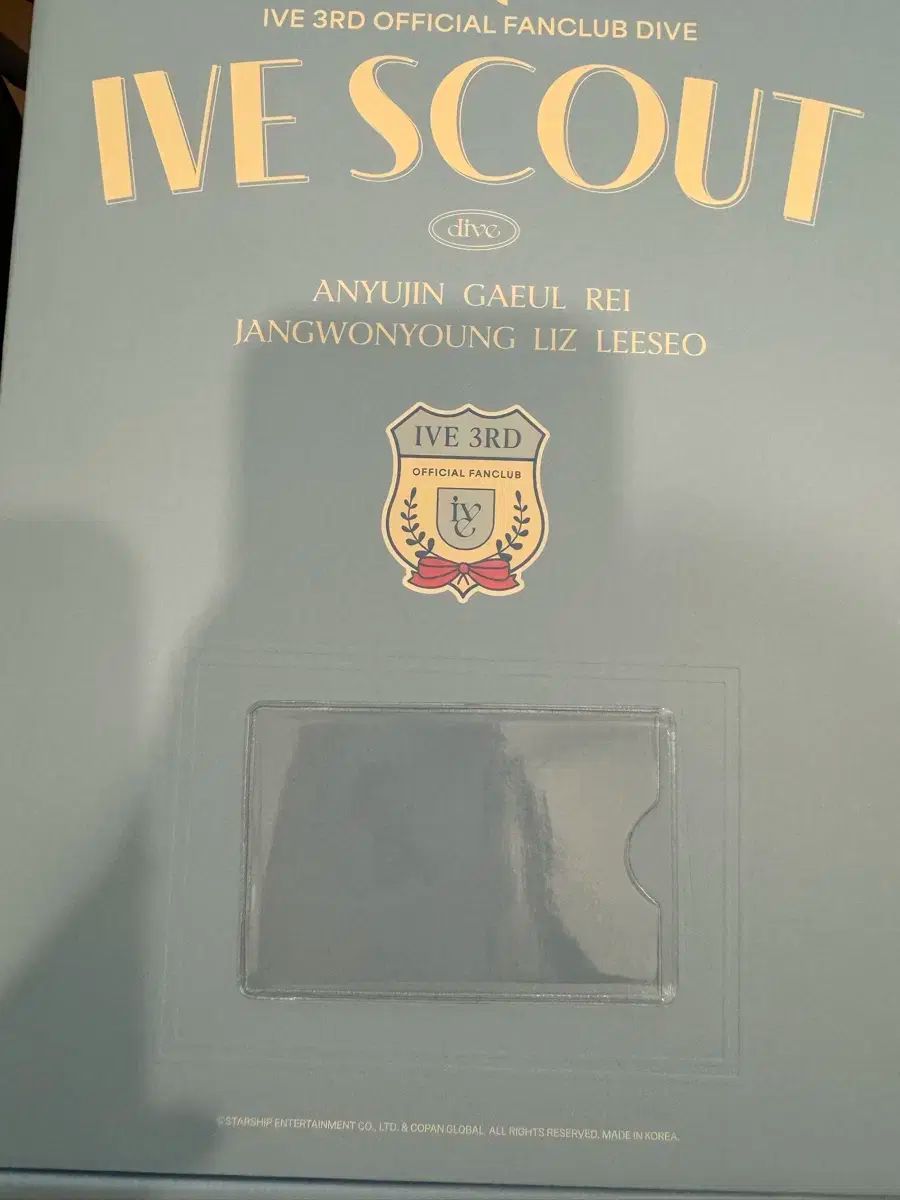 IVE 3RD OFFICIAL FANCLUB DIVE
IVE SCOUT
dive
ANYUJIN GAEUL REI
JANGWONYOUNG LIZ LEESEO
IVE 3RD
OFFICIAL FANCLUB
ive
©STARSHIP ENTERTAINMENT CO., LTD. & COPAN GLOBAL. ALL RIGHTS RESERVED. MADE IN KOREA.